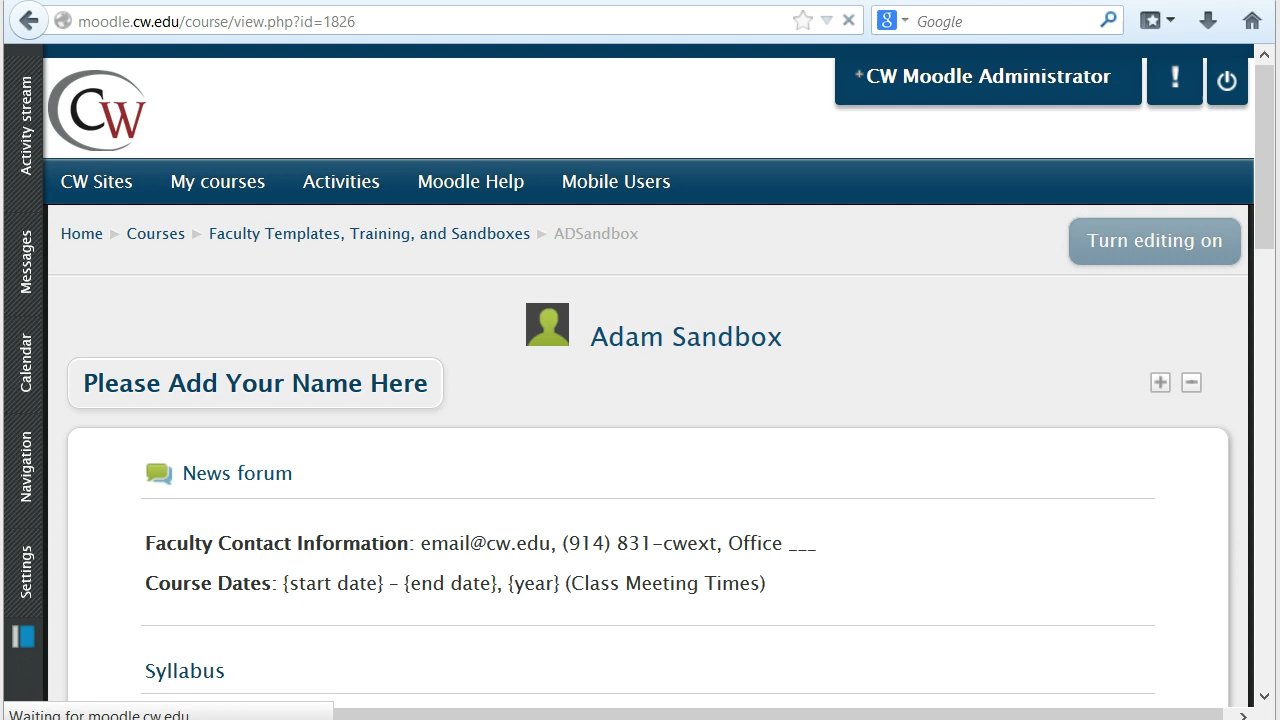 moodle.cw.edu/course/view.php?id=1826
8 Google
CW
+CW Moodle Administrator !
CW Sites My courses Activities Moodle Help Mobile Users
Home Courses Faculty Templates, Training, and Sandboxes ADSandbox
Turn editing on
Adam Sandbox
Please Add Your Name Here
News forum
Faculty Contact Information: email@cw.edu, (914) 831-cwext, Office ___
Course Dates: {start date} – {end date}, {year} (Class Meeting Times)
Syllabus
Activity stream
Messages
Calendar
Navigation
Settings
Waiting for moodle.cw.edu